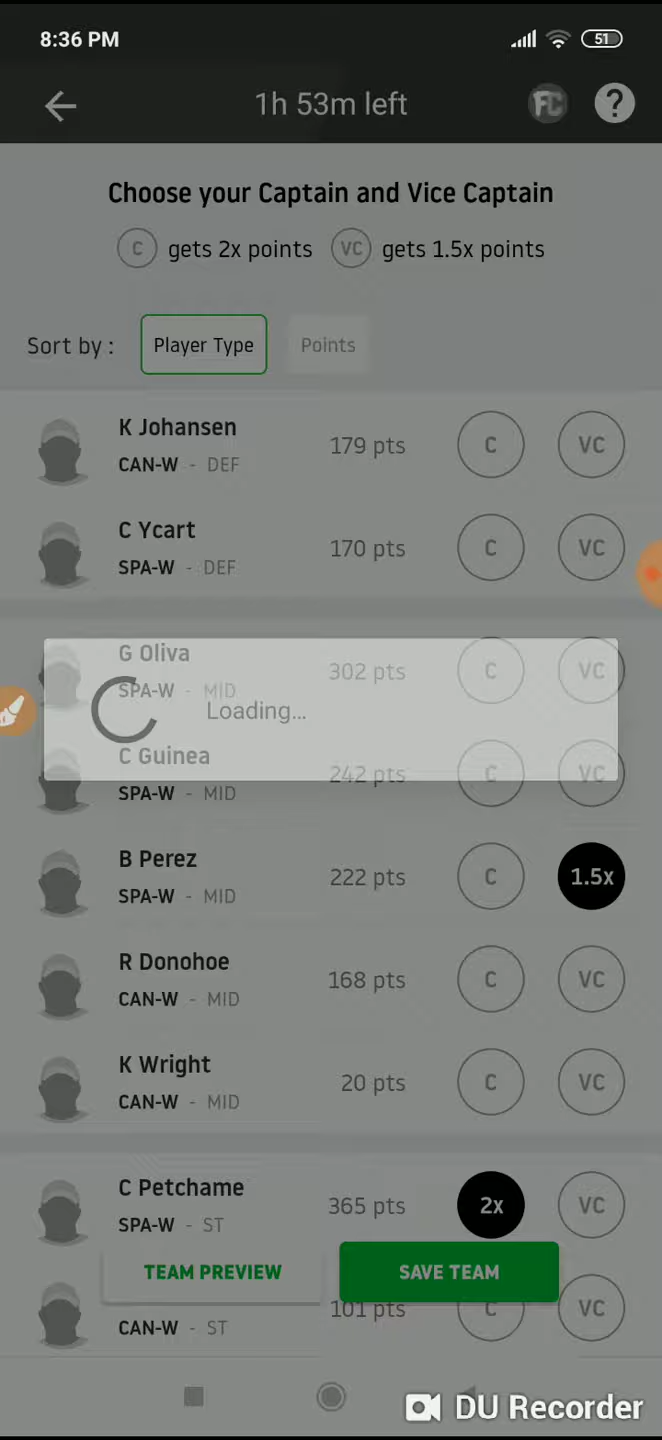 8:36 PM
51
1h 53m left
FC
?
Choose your Captain and Vice Captain
C gets 2x points VC gets 1.5x points
Sort by : Player Type Points
K Johansen
CAN-W - DEF
179 pts C VC
C Ycart
SPA-W - DEF
170 pts C VC
G Oliva
SPA-W - MID
302 pts C VC
Loading...
C Guinea
SPA-W - MID
242 pts C VC
B Perez
SPA-W - MID
222 pts C 1.5x
R Donohoe
CAN-W - MID
168 pts C VC
K Wright
CAN-W - MID
20 pts C VC
C Petchame
SPA-W - ST
365 pts 2x VC
TEAM PREVIEW SAVE TEAM
CAN-W - ST
101 pts C VC
DU Recorder